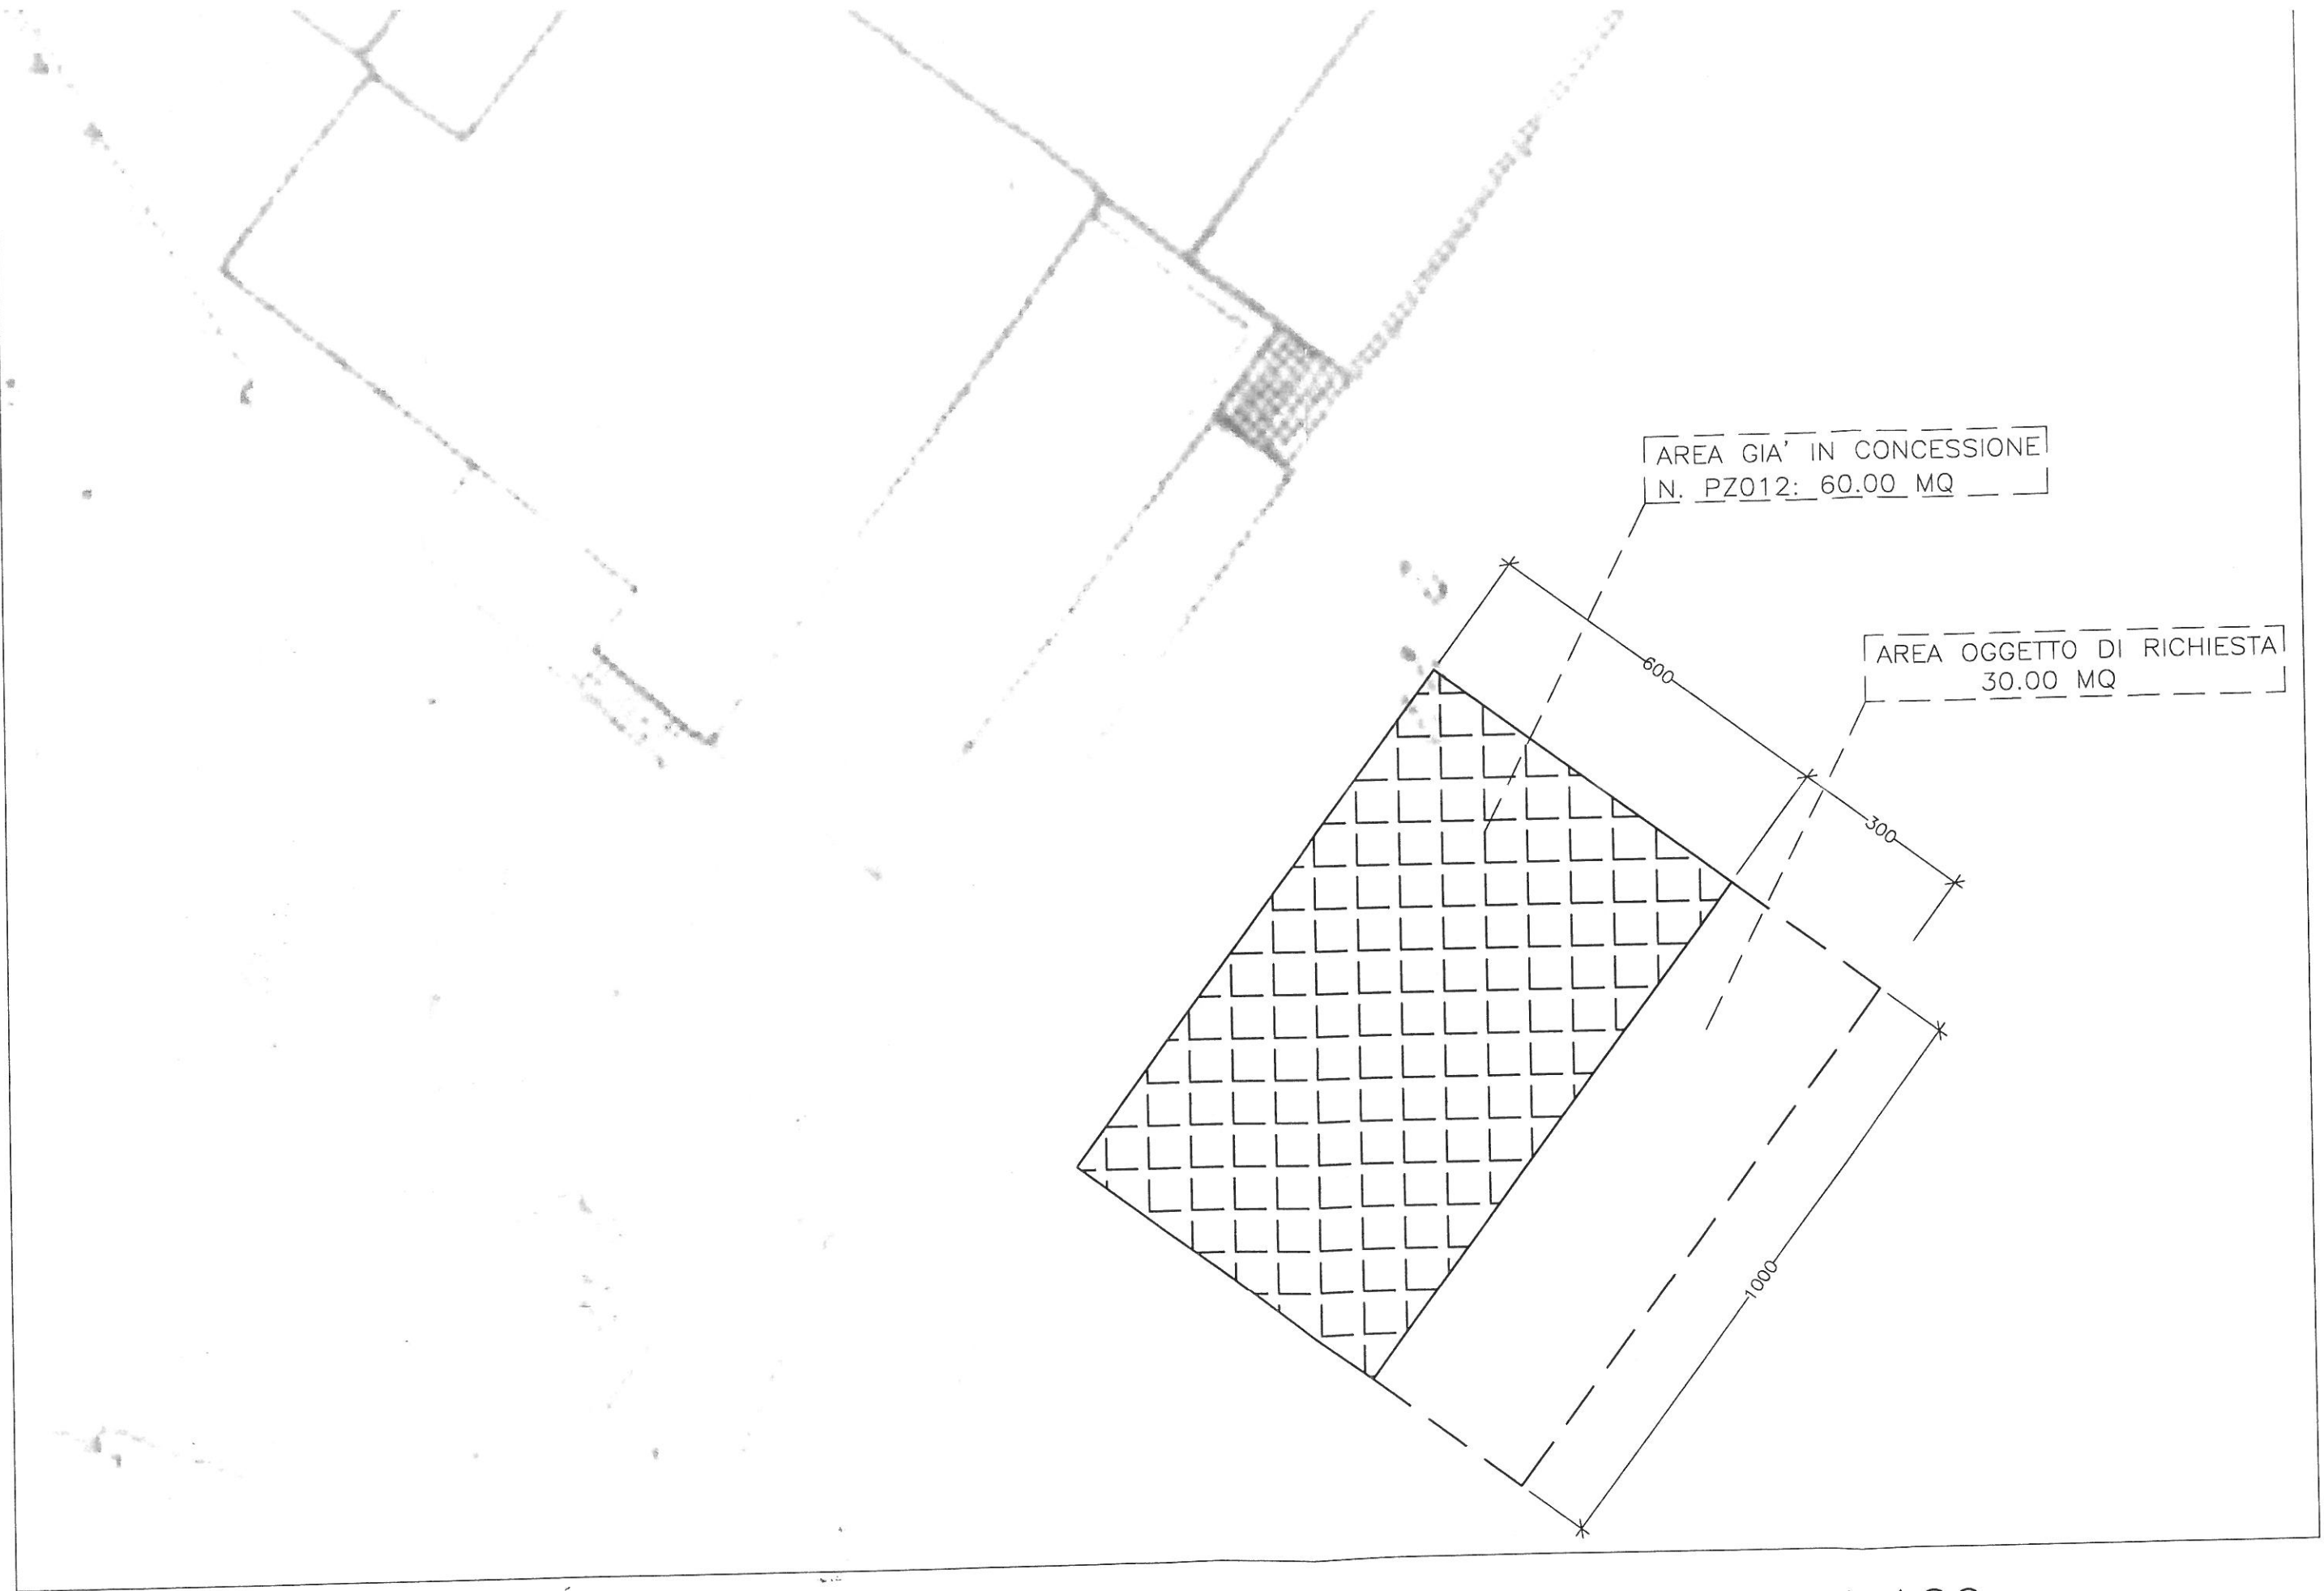 AREA GIA' IN CONCESSIONE
N. PZ012: 60.00 MQ
600
AREA OGGETTO DI RICHIESTA
30.00 MQ
300
1000